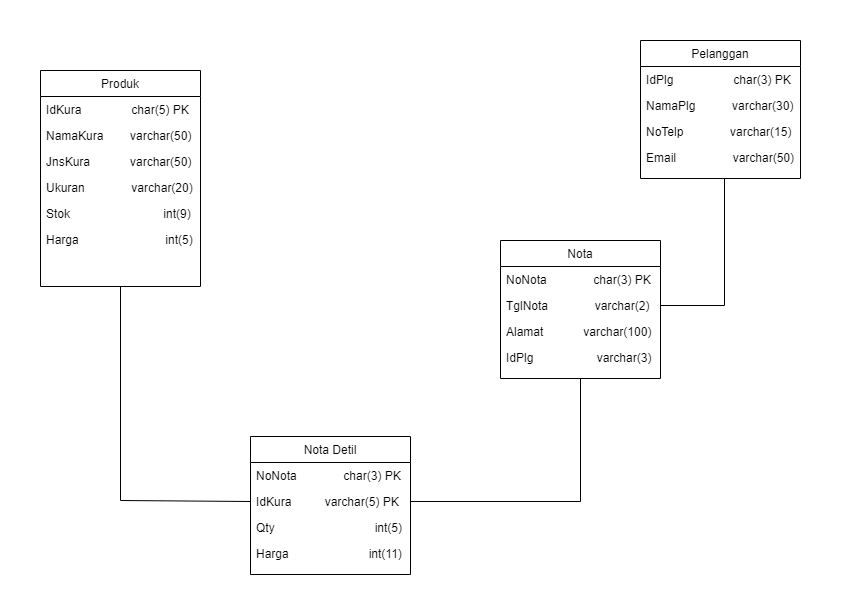 Produk
IdKura char(5) PK
NamaKura varchar(50)
JnsKura varchar(50)
Ukuran varchar(20)
Stok int(9)
Harga int(5)
Pelanggan
IdPlg char(3) PK
NamaPlg varchar(30)
NoTelp varchar(15)
Email varchar(50)
Nota
NoNota char(3) PK
TglNota varchar(2)
Alamat varchar(100)
IdPlg varchar(3)
Nota Detil
NoNota char(3) PK
IdKura varchar(5) PK
Qty int(5)
Harga int(11)